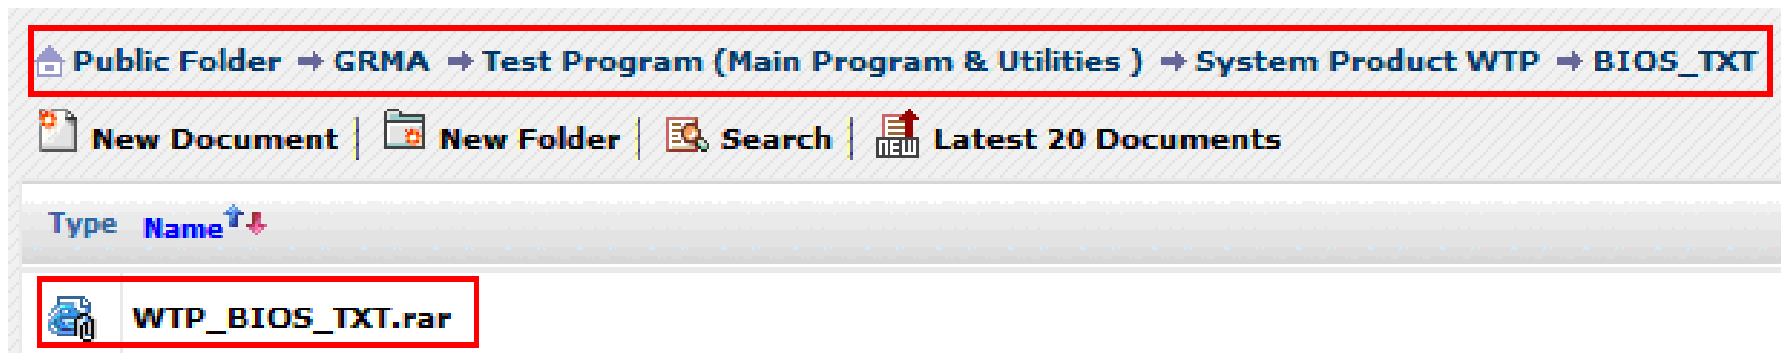 Public Folder → GRMA → Test Program (Main Program & Utilities ) → System Product WTP → BIOS_TXT
New Document | New Folder | Search | NEW Latest 20 Documents
Type Name
WTP_BIOS_TXT.rar